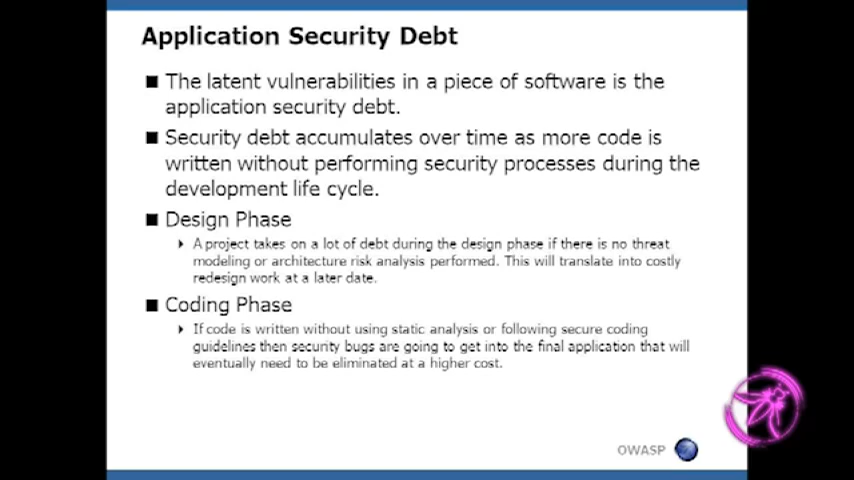 Application Security Debt
■ The latent vulnerabilities in a piece of software is the
application security debt.
■ Security debt accumulates over time as more code is
written without performing security processes during the
development life cycle.
■ Design Phase
A project takes on a lot of debt during the design phase if there is no threat
modeling or architecture risk analysis performed. This will translate into costly
redesign work at a later date.
■ Coding Phase
If code is written without using static analysis or following secure coding
guidelines then security bugs are going to get into the final application that will
eventually need to be eliminated at a higher cost.
OWASP